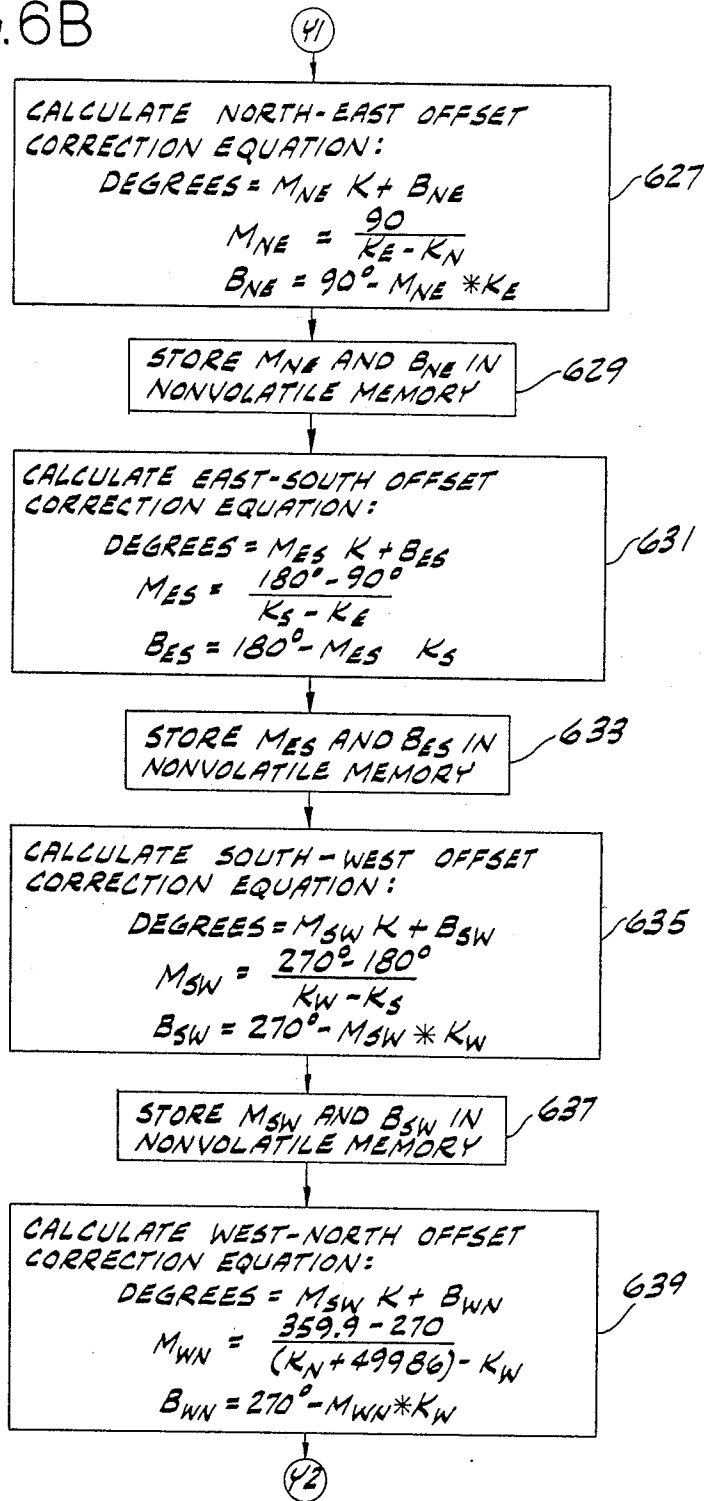 .6B
Y1
CALCULATE NORTH-EAST OFFSET
CORRECTION EQUATION:
DEGREES = M_NE K + B_NE
M_NE = 90 / (K_E - K_N)
B_NE = 90° - M_NE * K_E
627
STORE M_NE AND B_NE IN
NONVOLATILE MEMORY
629
CALCULATE EAST-SOUTH OFFSET
CORRECTION EQUATION:
DEGREES = M_ES K + B_ES
M_ES = (180° - 90°) / (K_S - K_E)
B_ES = 180° - M_ES K_S
631
STORE M_ES AND B_ES IN
NONVOLATILE MEMORY
633
CALCULATE SOUTH-WEST OFFSET
CORRECTION EQUATION:
DEGREES = M_SW K + B_SW
M_SW = (270° - 180°) / (K_W - K_S)
B_SW = 270° - M_SW * K_W
635
STORE M_SW AND B_SW IN
NONVOLATILE MEMORY
637
CALCULATE WEST-NORTH OFFSET
CORRECTION EQUATION:
DEGREES = M_SW K + B_WN
M_WN = (359.9 - 270) / ((K_N + 49986) - K_W)
B_WN = 270° - M_WN * K_W
639
Y2